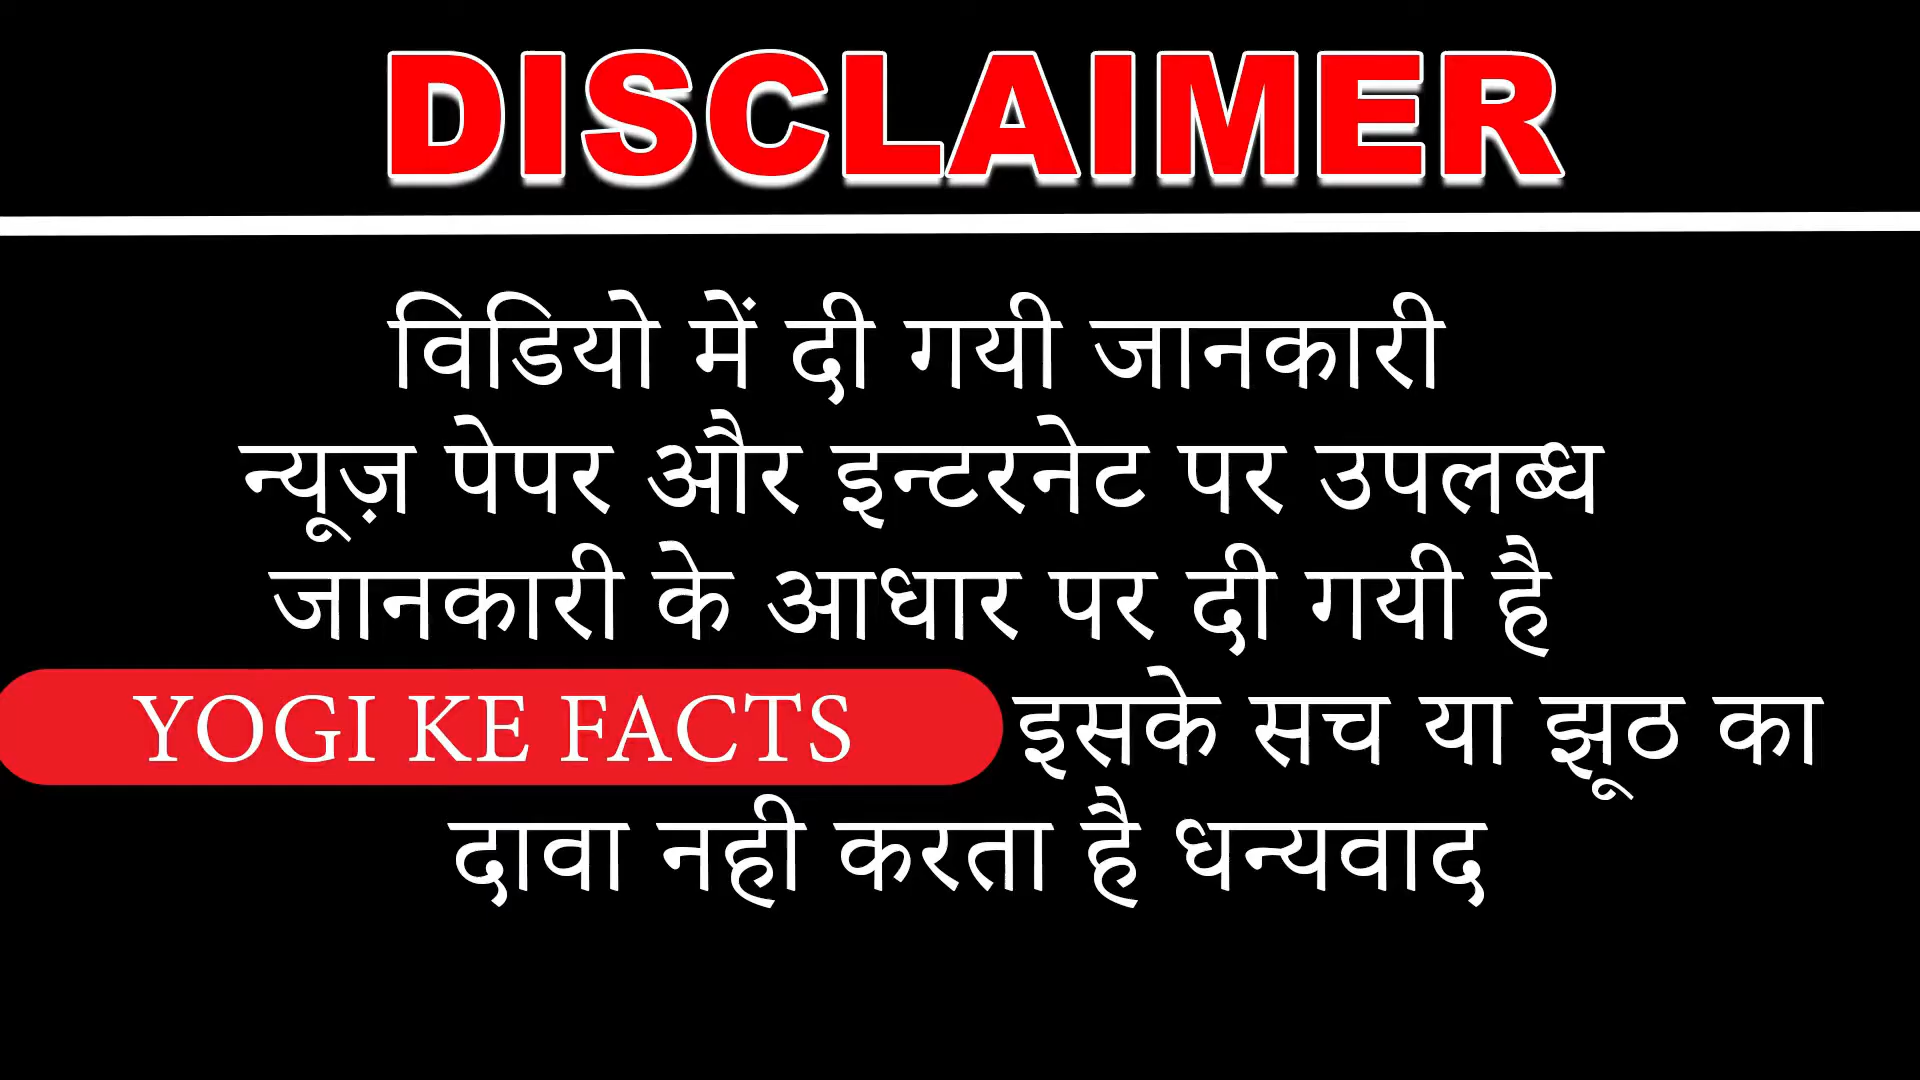 DISCLAIMER
विडियो में दी गयी जानकारी
न्यूज़ पेपर और इन्टरनेट पर उपलब्ध
जानकारी के आधार पर दी गयी है
YOGI KE FACTS इसके सच या झूठ का
दावा नही करता है धन्यवाद